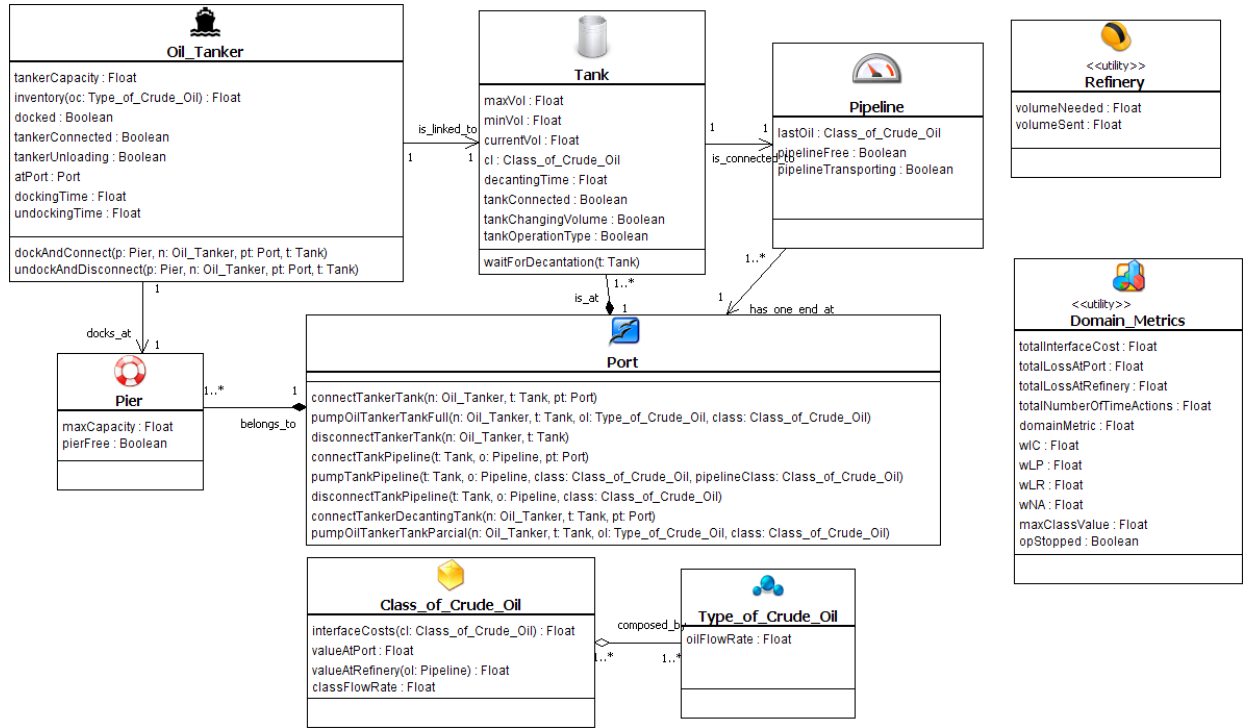 Oil_Tanker
tankerCapacity : Float
inventory(oc: Type_of_Crude_Oil) : Float
docked : Boolean
tankerConnected : Boolean
tankerUnloading : Boolean
atPort : Port
dockingTime : Float
undockingTime : Float
dockAndConnect(p: Pier, n: Oil_Tanker, pt: Port, t: Tank)
undockAndDisconnect(p: Pier, n: Oil_Tanker, pt: Port, t: Tank)
is_linked_to
1
1
Tank
maxVol : Float
minVol : Float
currentVol : Float
cl : Class_of_Crude_Oil
decantingTime : Float
tankConnected : Boolean
tankChangingVolume : Boolean
tankOperationType : Boolean
waitForDecantation(t: Tank)
1
1
is_connected_to
Pipeline
lastOil : Class_of_Crude_Oil
pipelineFree : Boolean
pipelineTransporting : Boolean
<<utility>>
Refinery
volumeNeeded : Float
volumeSent : Float
1
docks_at
1
1..*
is_at
1
1..*
1
has_one_end_at
Pier
maxCapacity : Float
pierFree : Boolean
1..*
1
belongs_to
Port
connectTankerTank(n: Oil_Tanker, t: Tank, pt: Port)
pumpOilTankerTankFull(n: Oil_Tanker, t: Tank, ol: Type_of_Crude_Oil, class: Class_of_Crude_Oil)
disconnectTankerTank(n: Oil_Tanker, t: Tank)
connectTankPipeline(t: Tank, o: Pipeline, pt: Port)
pumpTankPipeline(t: Tank, o: Pipeline, class: Class_of_Crude_Oil, pipelineClass: Class_of_Crude_Oil)
disconnectTankPipeline(t: Tank, o: Pipeline, class: Class_of_Crude_Oil)
connectTankerDecantingTank(n: Oil_Tanker, t: Tank, pt: Port)
pumpOilTankerTankParcial(n: Oil_Tanker, t: Tank, ol: Type_of_Crude_Oil, class: Class_of_Crude_Oil)
<<utility>>
Domain_Metrics
totalInterfaceCost : Float
totalLossAtPort : Float
totalLossAtRefinery : Float
totalNumberOfTimeActions : Float
domainMetric : Float
wIC : Float
wLP : Float
wLR : Float
wNA : Float
maxClassValue : Float
opStopped : Boolean
Class_of_Crude_Oil
interfaceCosts(cl: Class_of_Crude_Oil) : Float
valueAtPort : Float
valueAtRefinery(ol: Pipeline) : Float
classFlowRate : Float
composed_by
1..*
1..*
Type_of_Crude_Oil
oilFlowRate : Float